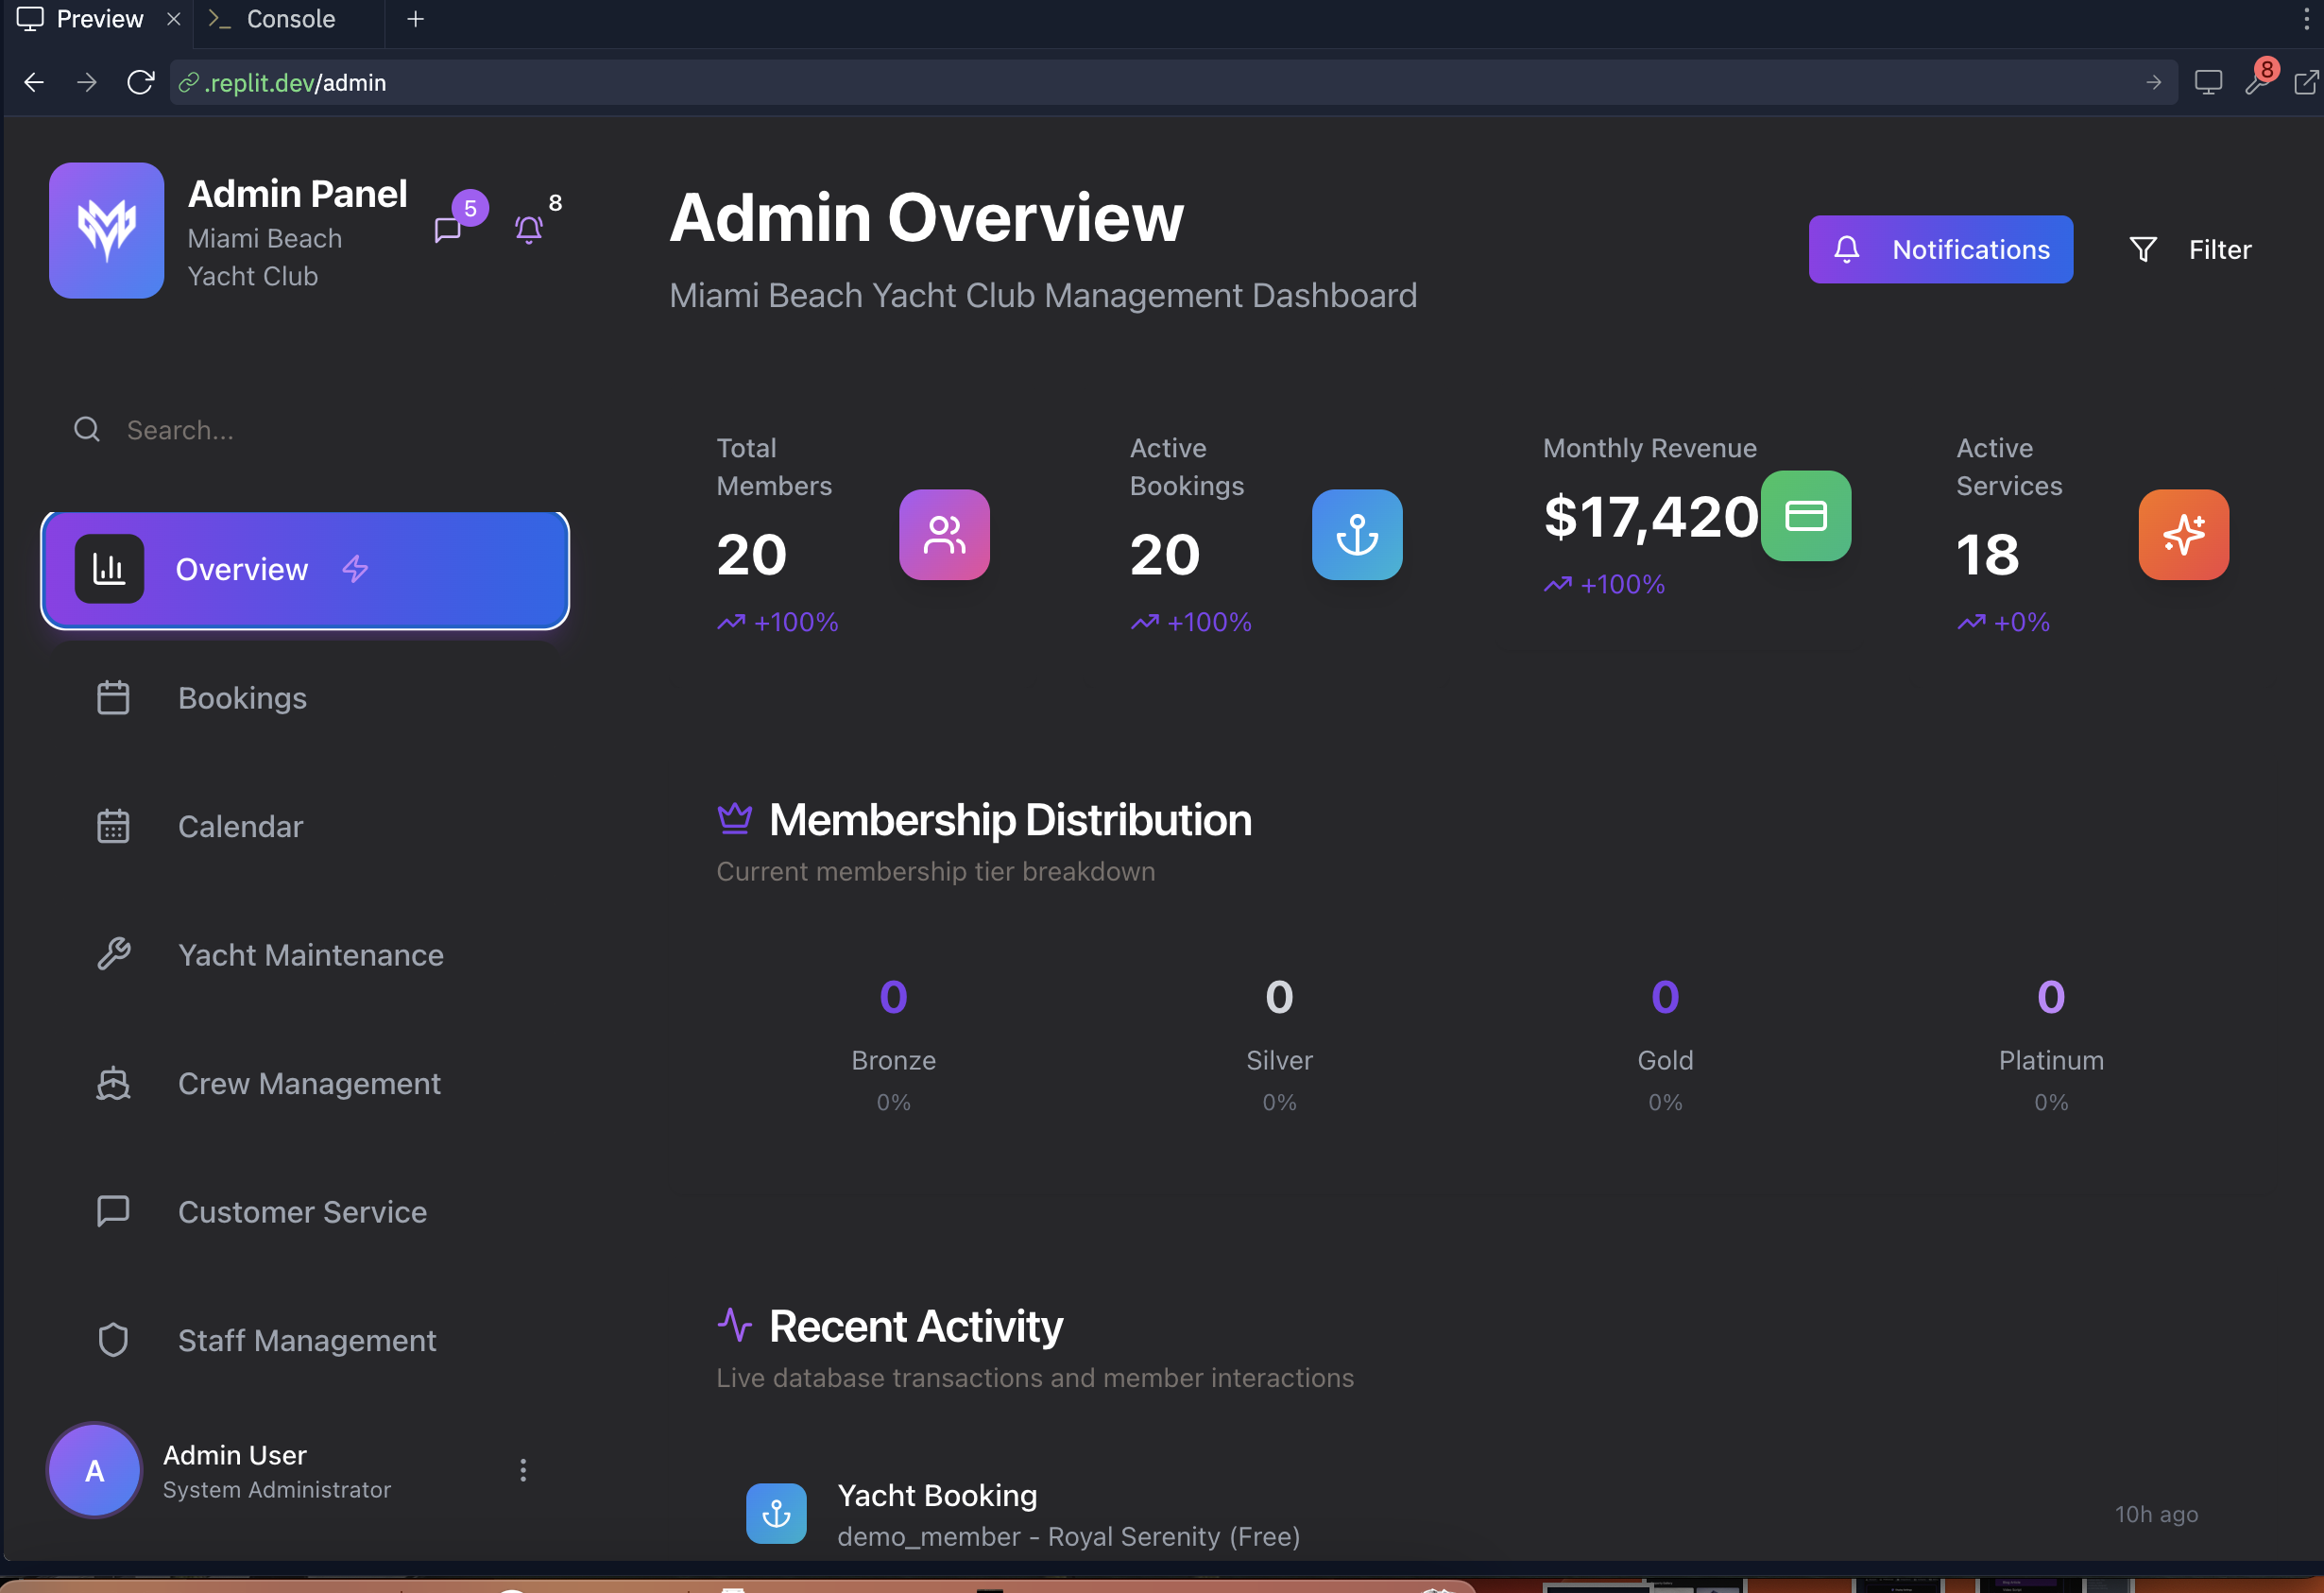 Preview
Console
.replit.dev/admin
8
Admin Panel
Miami Beach
Yacht Club
5
8
Search...
Overview
Bookings
Calendar
Yacht Maintenance
Crew Management
Customer Service
Staff Management
A
Admin User
System Administrator
Admin Overview
Miami Beach Yacht Club Management Dashboard
Notifications
Filter
Total
Members
20
+100%
Active
Bookings
20
+100%
Monthly Revenue
$17,420
+100%
Active
Services
18
+0%
Membership Distribution
Current membership tier breakdown
0
Bronze
0%
0
Silver
0%
0
Gold
0%
0
Platinum
0%
Recent Activity
Live database transactions and member interactions
Yacht Booking
demo_member - Royal Serenity (Free)
10h ago